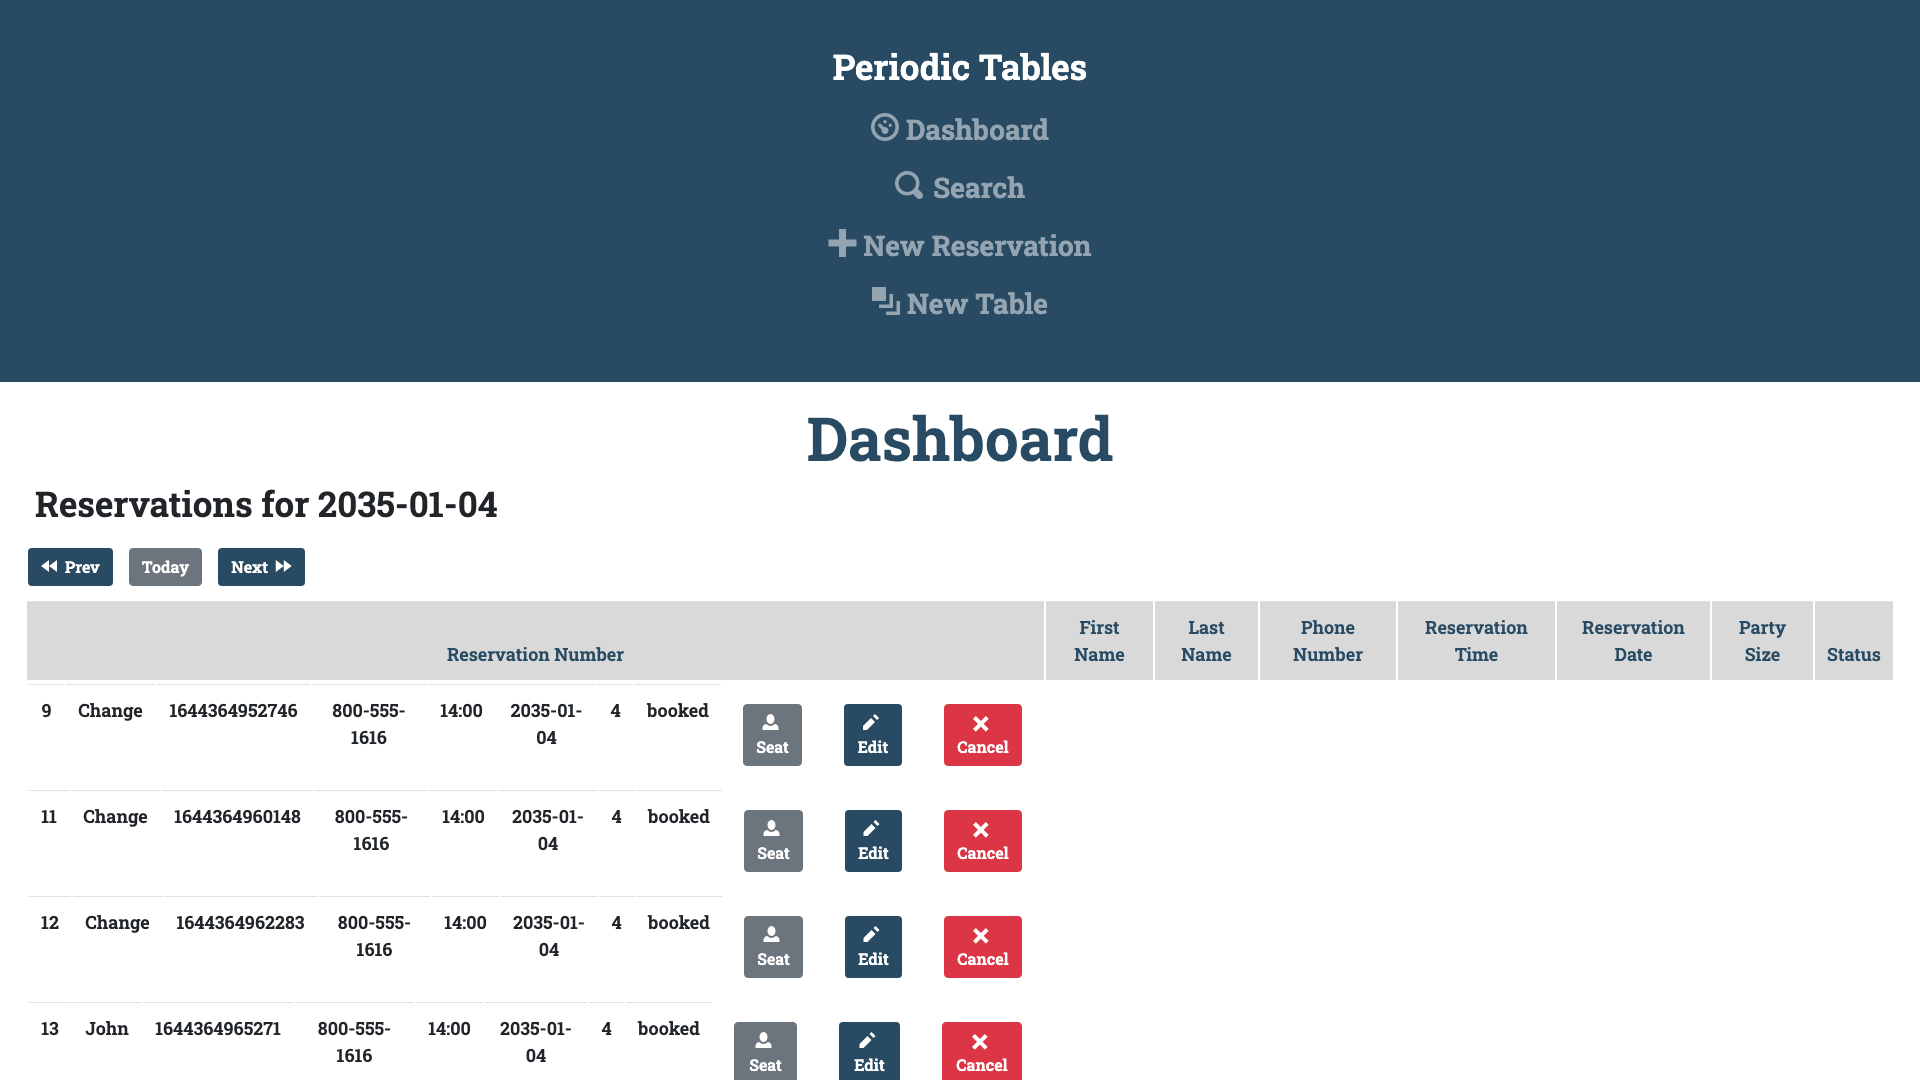 Periodic Tables
Dashboard
Search
New Reservation
New Table
Dashboard
Reservations for 2035-01-04
Prev Today Next
Reservation Number First Name Last Name Phone Number Reservation Time Reservation Date Party Size Status
9 Change 1644364952746 800-555-1616 14:00 2035-01-04 4 booked Seat Edit Cancel
11 Change 1644364960148 800-555-1616 14:00 2035-01-04 4 booked Seat Edit Cancel
12 Change 1644364962283 800-555-1616 14:00 2035-01-04 4 booked Seat Edit Cancel
13 John 1644364965271 800-555-1616 14:00 2035-01-04 4 booked Seat Edit Cancel